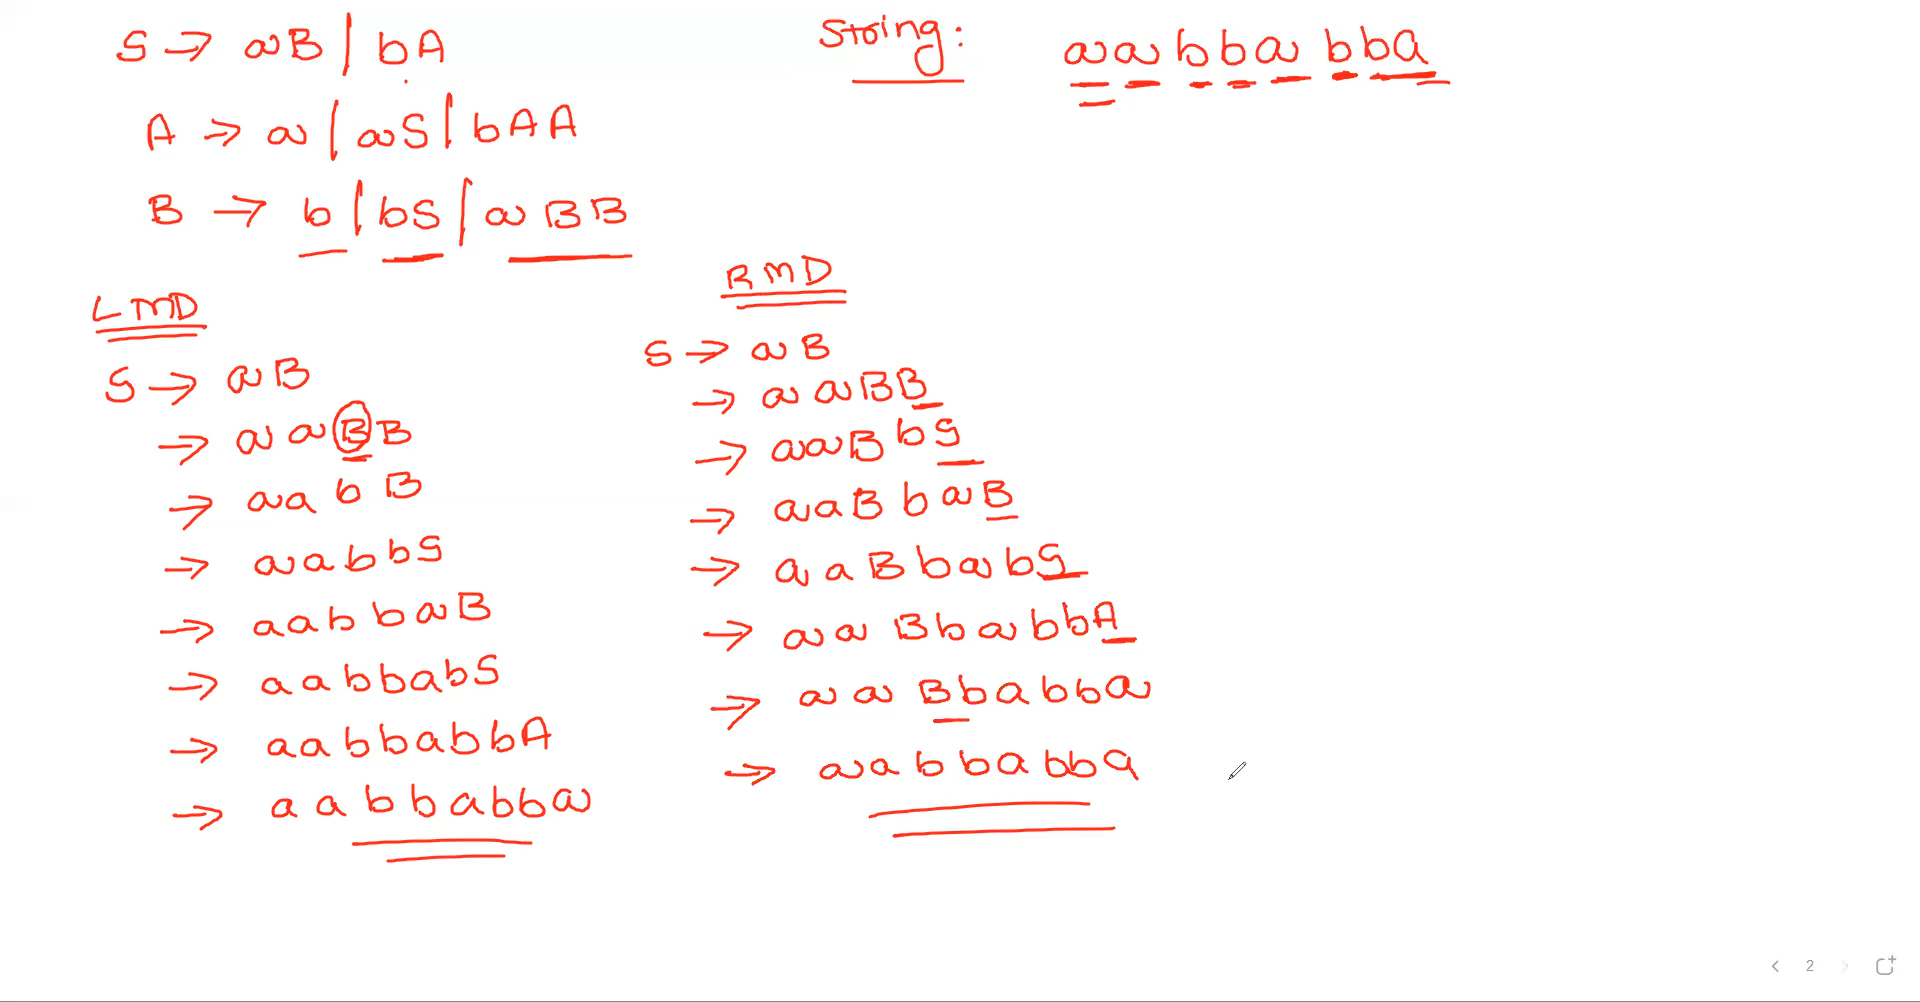 S → aB | bA
String: aabbabba
A → a | aS | bAA
B → b | bS | aBB
LMD
S → aB
→ aaBB
→ aabB
→ aabbS
→ aabbaB
→ aabbabS
→ aabbabbA
→ aabbabba
RMD
S → aB
→ aaBB
→ aaBbS
→ aaBbaB
→ aaBbabS
→ aaBbabbA
→ aaBbabba
→ aabbabba
2